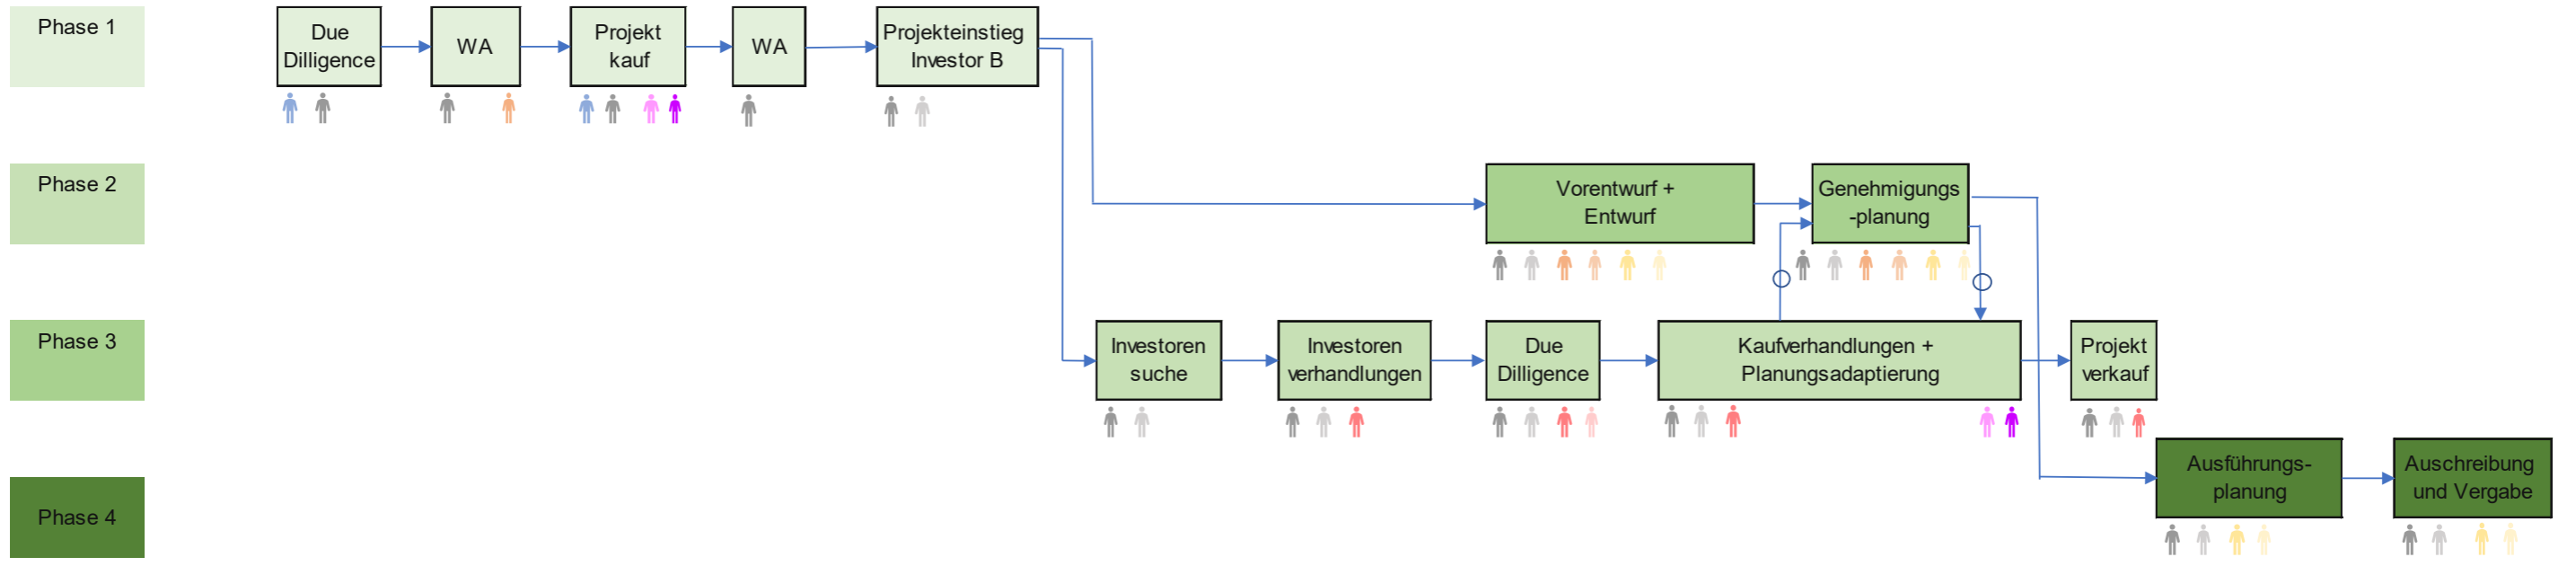 Phase 1
Due
Dilligence
WA
Projekt
kauf
WA
Projekteinstieg
Investor B
Phase 2
Vorentwurf +
Entwurf
Genehmigungs
-planung
Phase 3
Investoren
suche
Investoren
verhandlungen
Due
Dilligence
Kaufverhandlungen +
Planungsadaptierung
Projekt
verkauf
Phase 4
Ausführungs-
planung
Auschreibung
und Vergabe